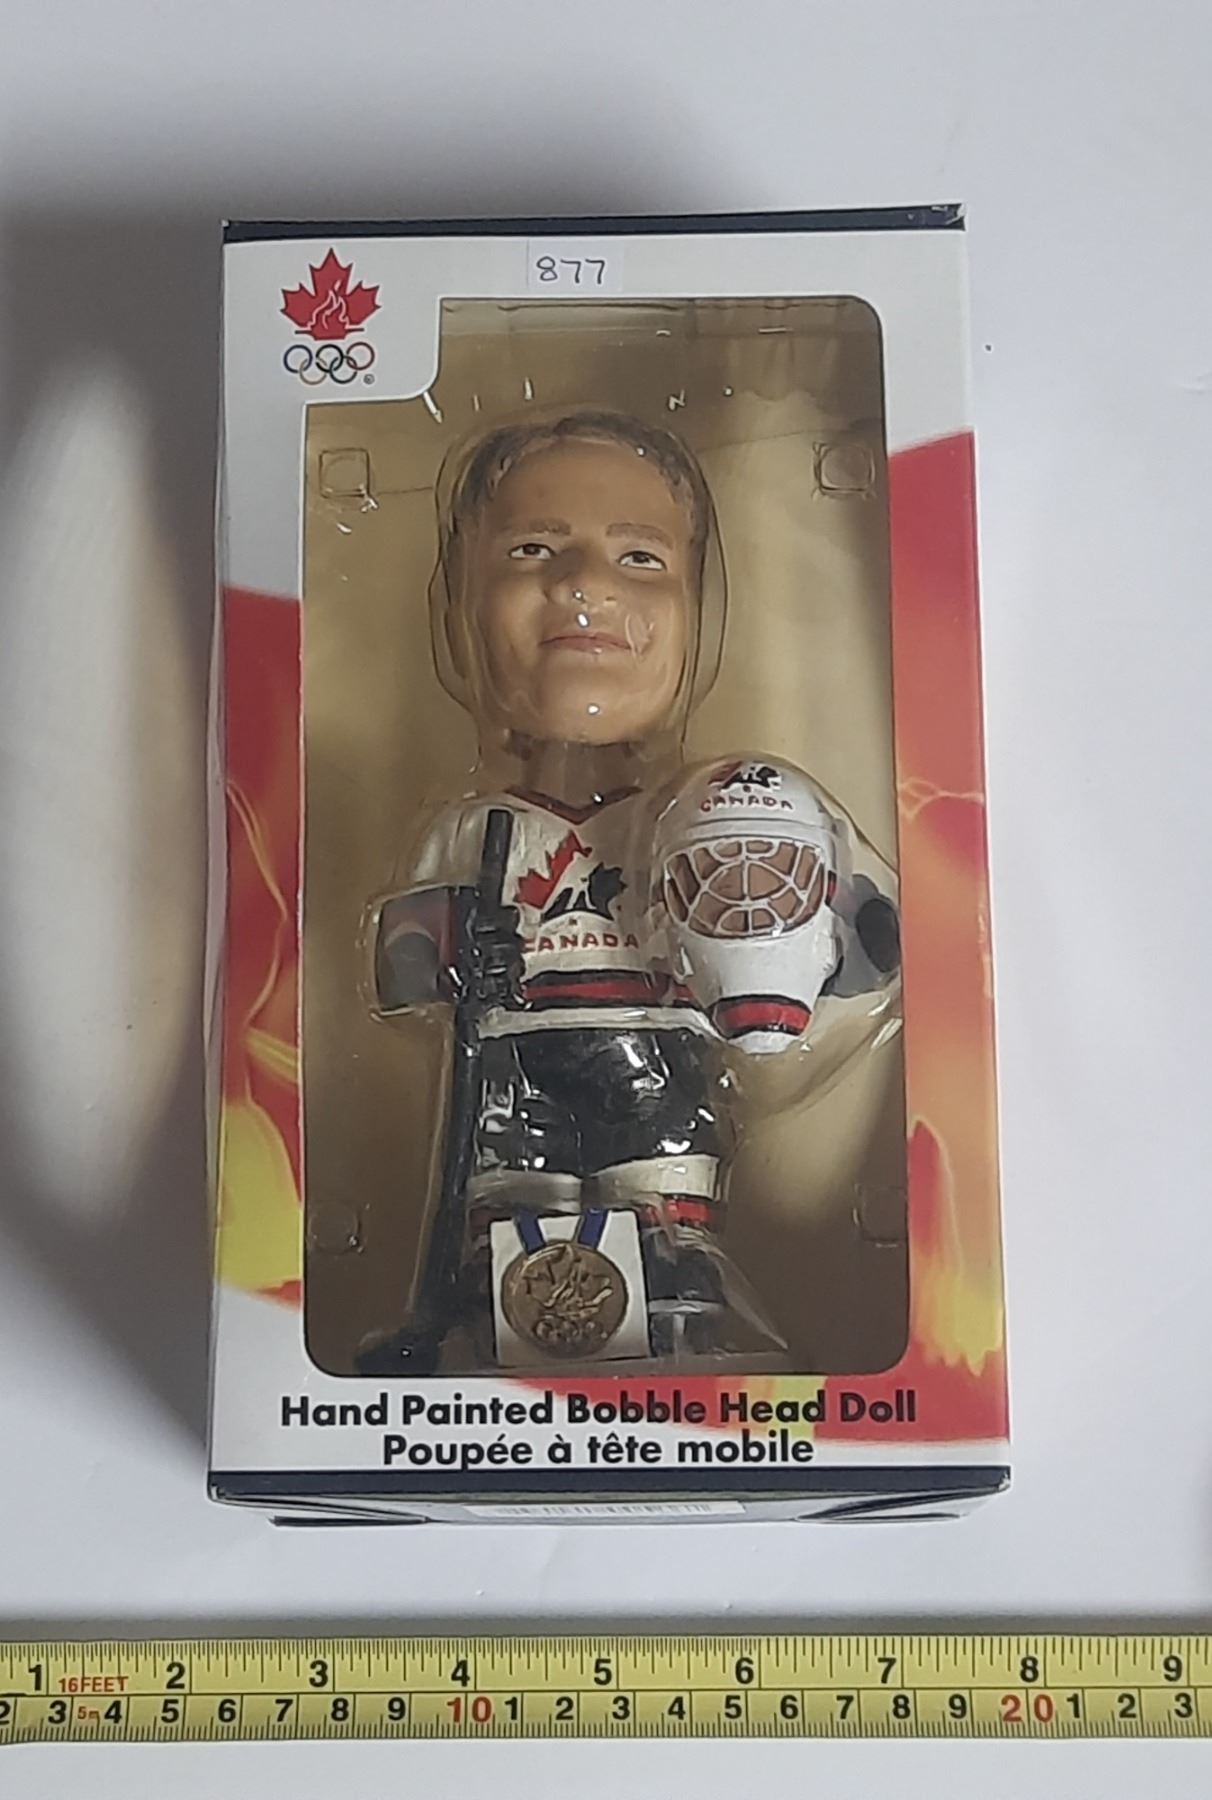 877
CANADA
CANADA
Hand Painted Bobble Head Doll
Poupée à tête mobile
1 16FEET 2 3 4 5 6 7 8 9
2 3 5m 4 5 6 7 8 9 10 1 2 3 4 5 6 7 8 9 20 1 2 3